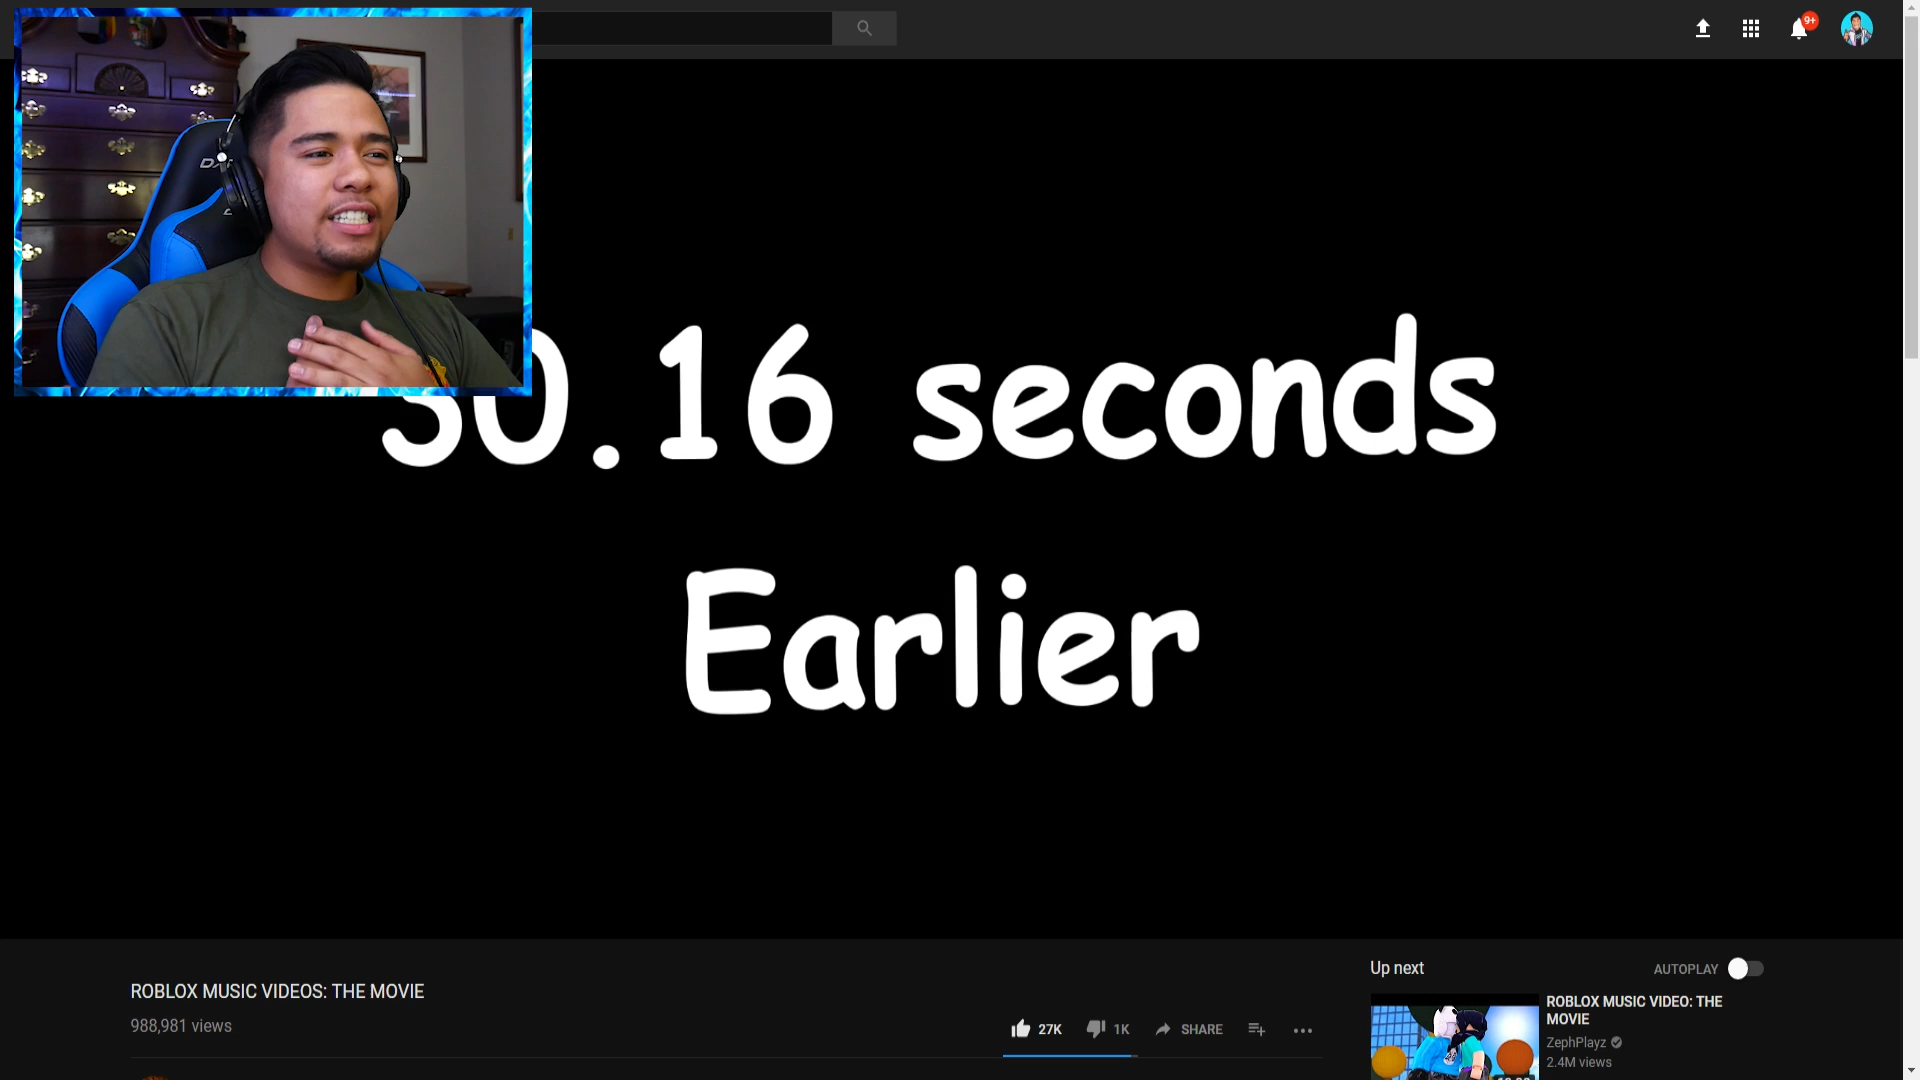 9+
30.16 seconds
Earlier
ROBLOX MUSIC VIDEOS: THE MOVIE
988,981 views
27K
1K
SHARE
Up next
AUTOPLAY
ROBLOX MUSIC VIDEO: THE
MOVIE
ZephPlayz
2.4M views